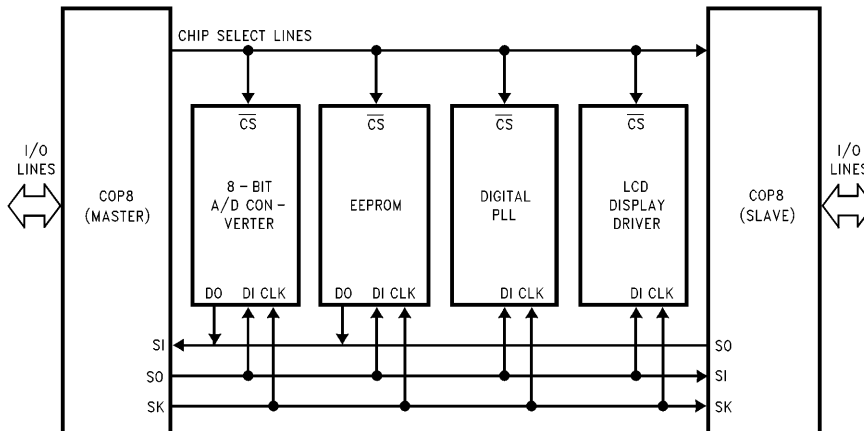 CHIP SELECT LINES
CS
CS
CS
CS
I/O
LINES
COP8
(MASTER)
8 - BIT
A/D CON -
VERTER
EEPROM
DIGITAL
PLL
LCD
DISPLAY
DRIVER
COP8
(SLAVE)
I/O
LINES
DO DI CLK
DO DI CLK
DI CLK
DI CLK
SI
SO
SO
SI
SK
SK